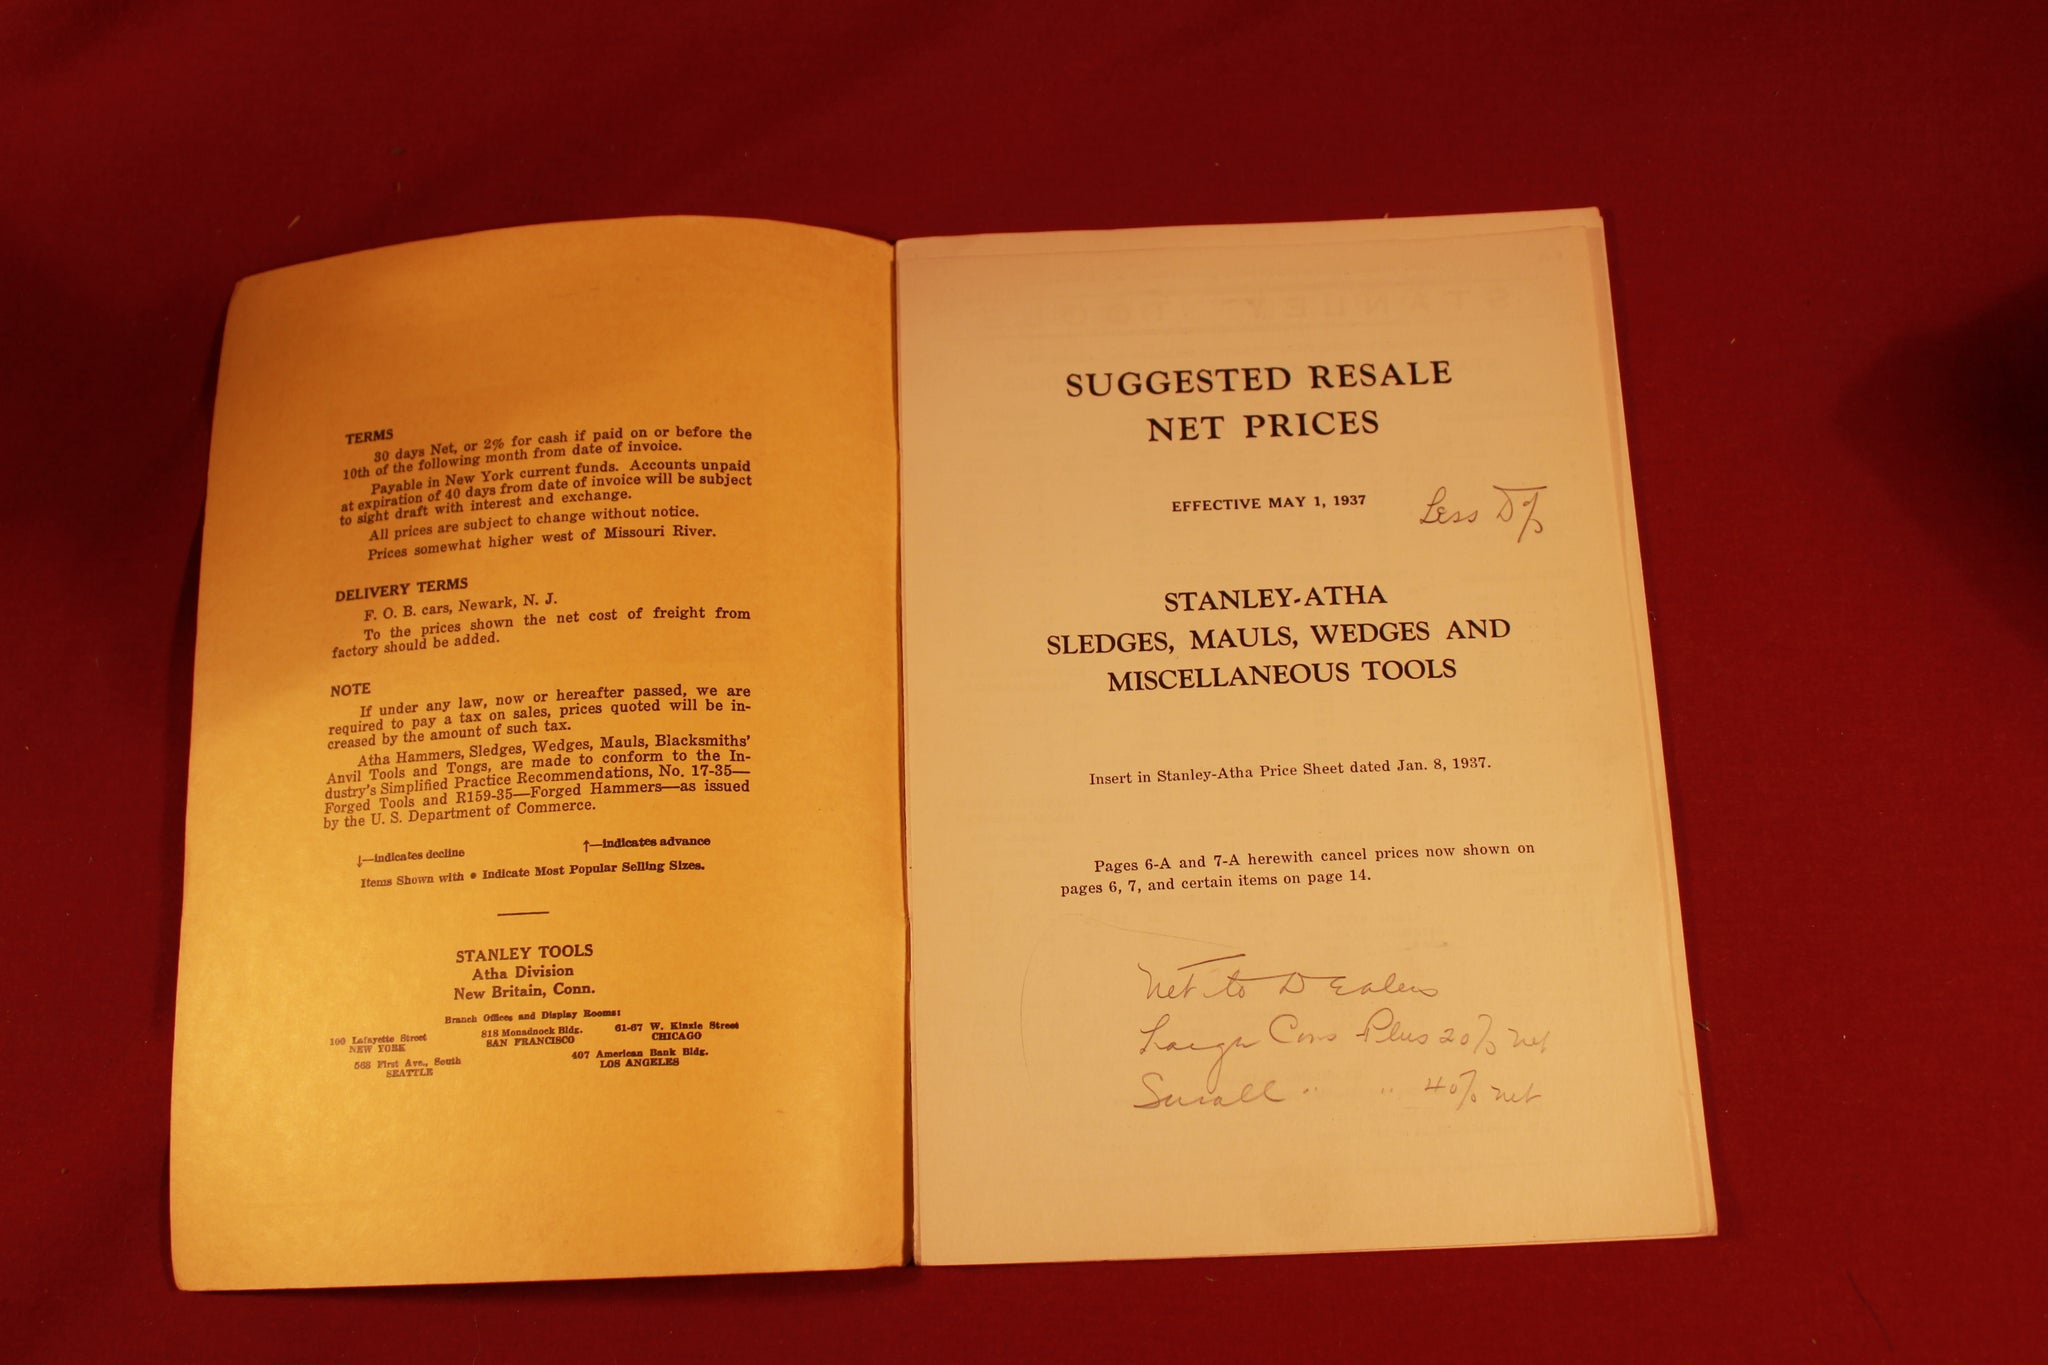 TERMS
30 days Net, or 2% for cash if paid on or before the
10th of the following month from date of invoice.
Payable in New York current funds. Accounts unpaid
at expiration of 40 days from date of invoice will be subject
to sight draft with interest and exchange.
All prices are subject to change without notice.
Prices somewhat higher west of Missouri River.
DELIVERY TERMS
F. O. B. cars, Newark, N. J.
To the prices shown the net cost of freight from
factory should be added.
NOTE
If under any law, now or hereafter passed, we are
required to pay a tax on sales, prices quoted will be in-
creased by the amount of such tax.
Atha Hammers, Sledges, Wedges, Mauls, Blacksmiths'
Anvil Tools and Tongs, are made to conform to the In-
dustry's Simplified Practice Recommendations, No. 17-35—
Forged Tools and R159-35—Forged Hammers—as issued
by the U. S. Department of Commerce.
↓—indicates decline ↑—indicates advance
Items Shown with • Indicate Most Popular Selling Sizes.
STANLEY TOOLS
Atha Division
New Britain, Conn.
Branch Offices and Display Rooms:
100 Lafayette Street 818 Monadnock Bldg. 61-67 W. Kinzie Street
NEW YORK SAN FRANCISCO CHICAGO
568 First Ave., South 407 American Bank Bldg.
SEATTLE LOS ANGELES
SUGGESTED RESALE
NET PRICES
EFFECTIVE MAY 1, 1937
Less
STANLEY-ATHA
SLEDGES, MAULS, WEDGES AND
MISCELLANEOUS TOOLS
Insert in Stanley-Atha Price Sheet dated Jan. 8, 1937.
Pages 6-A and 7-A herewith cancel prices now shown on
pages 6, 7, and certain items on page 14.
Net to Dealers
Large Cons Plus 20% net
Small " " 40% net